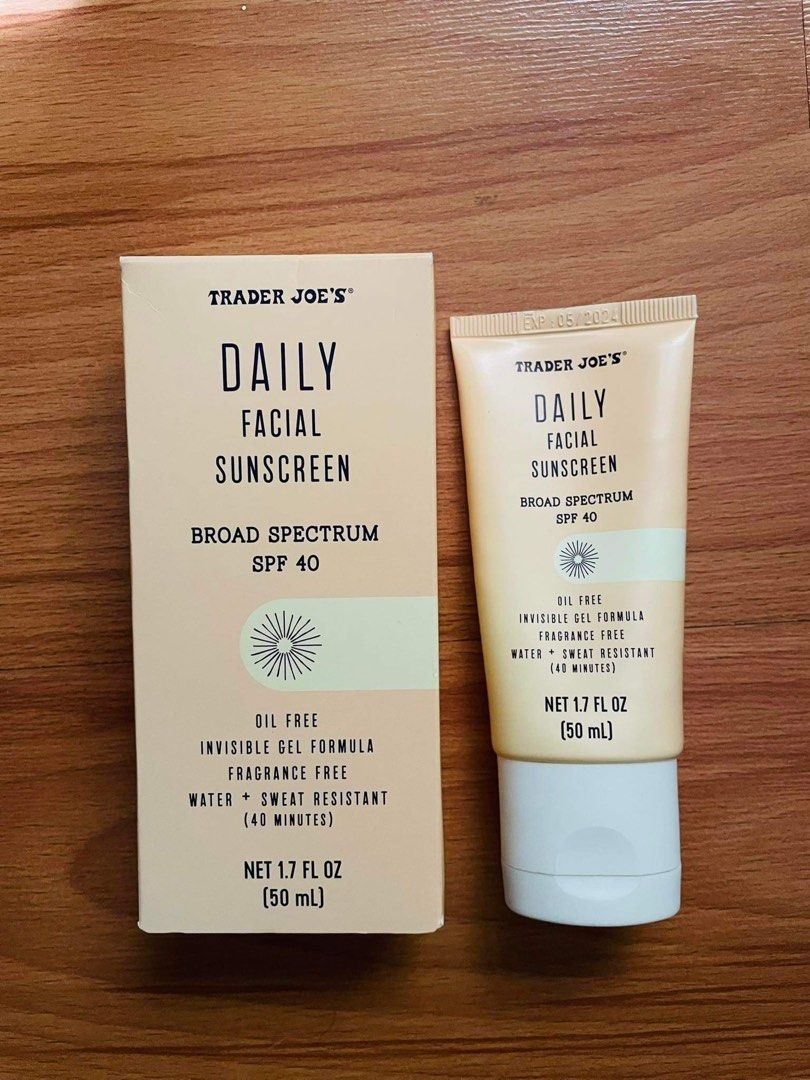 TRADER JOE'S®
DAILY
FACIAL
SUNSCREEN
BROAD SPECTRUM
SPF 40
OIL FREE
INVISIBLE GEL FORMULA
FRAGRANCE FREE
WATER + SWEAT RESISTANT
(40 MINUTES)
NET 1.7 FL OZ
(50 mL)
EXP : 05/2024
TRADER JOE'S®
DAILY
FACIAL
SUNSCREEN
BROAD SPECTRUM
SPF 40
OIL FREE
INVISIBLE GEL FORMULA
FRAGRANCE FREE
WATER + SWEAT RESISTANT
(40 MINUTES)
NET 1.7 FL OZ
(50 mL)